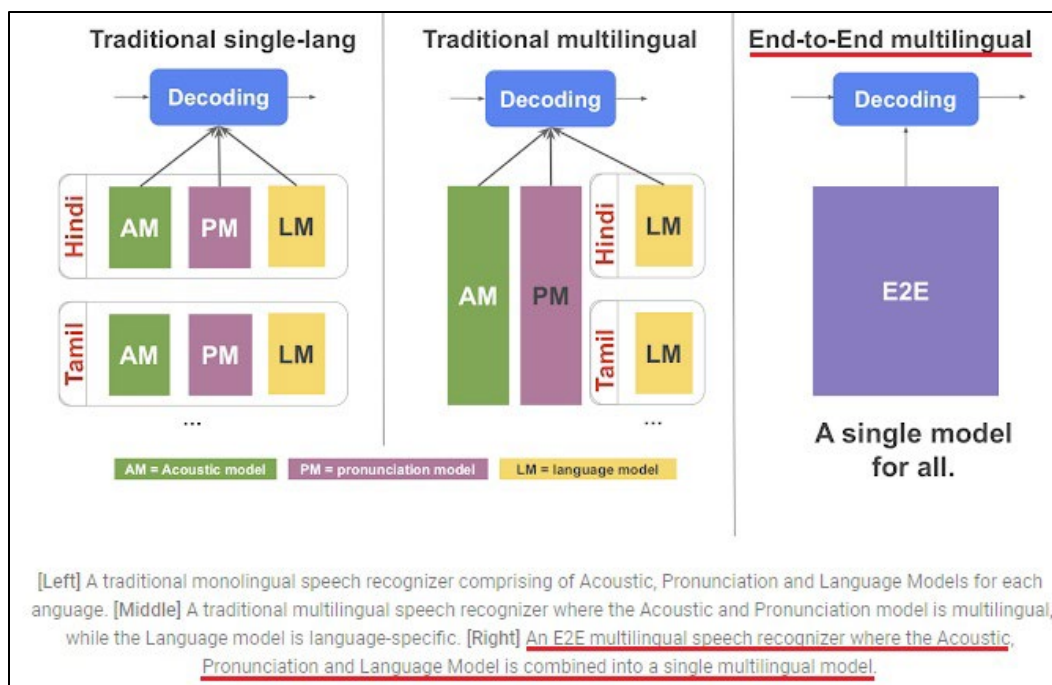 Traditional single-lang
Decoding
Hindi
AM
PM
LM
Tamil
AM
PM
LM
...
Traditional multilingual
Decoding
AM
PM
Hindi
LM
Tamil
LM
...
End-to-End multilingual
Decoding
E2E
A single model
for all.
AM = Acoustic model
PM = pronunciation model
LM = language model
[Left] A traditional monolingual speech recognizer comprising of Acoustic, Pronunciation and Language Models for each
anguage. [Middle] A traditional multilingual speech recognizer where the Acoustic and Pronunciation model is multilingual,
while the Language model is language-specific. [Right] An E2E multilingual speech recognizer where the Acoustic,
Pronunciation and Language Model is combined into a single multilingual model.